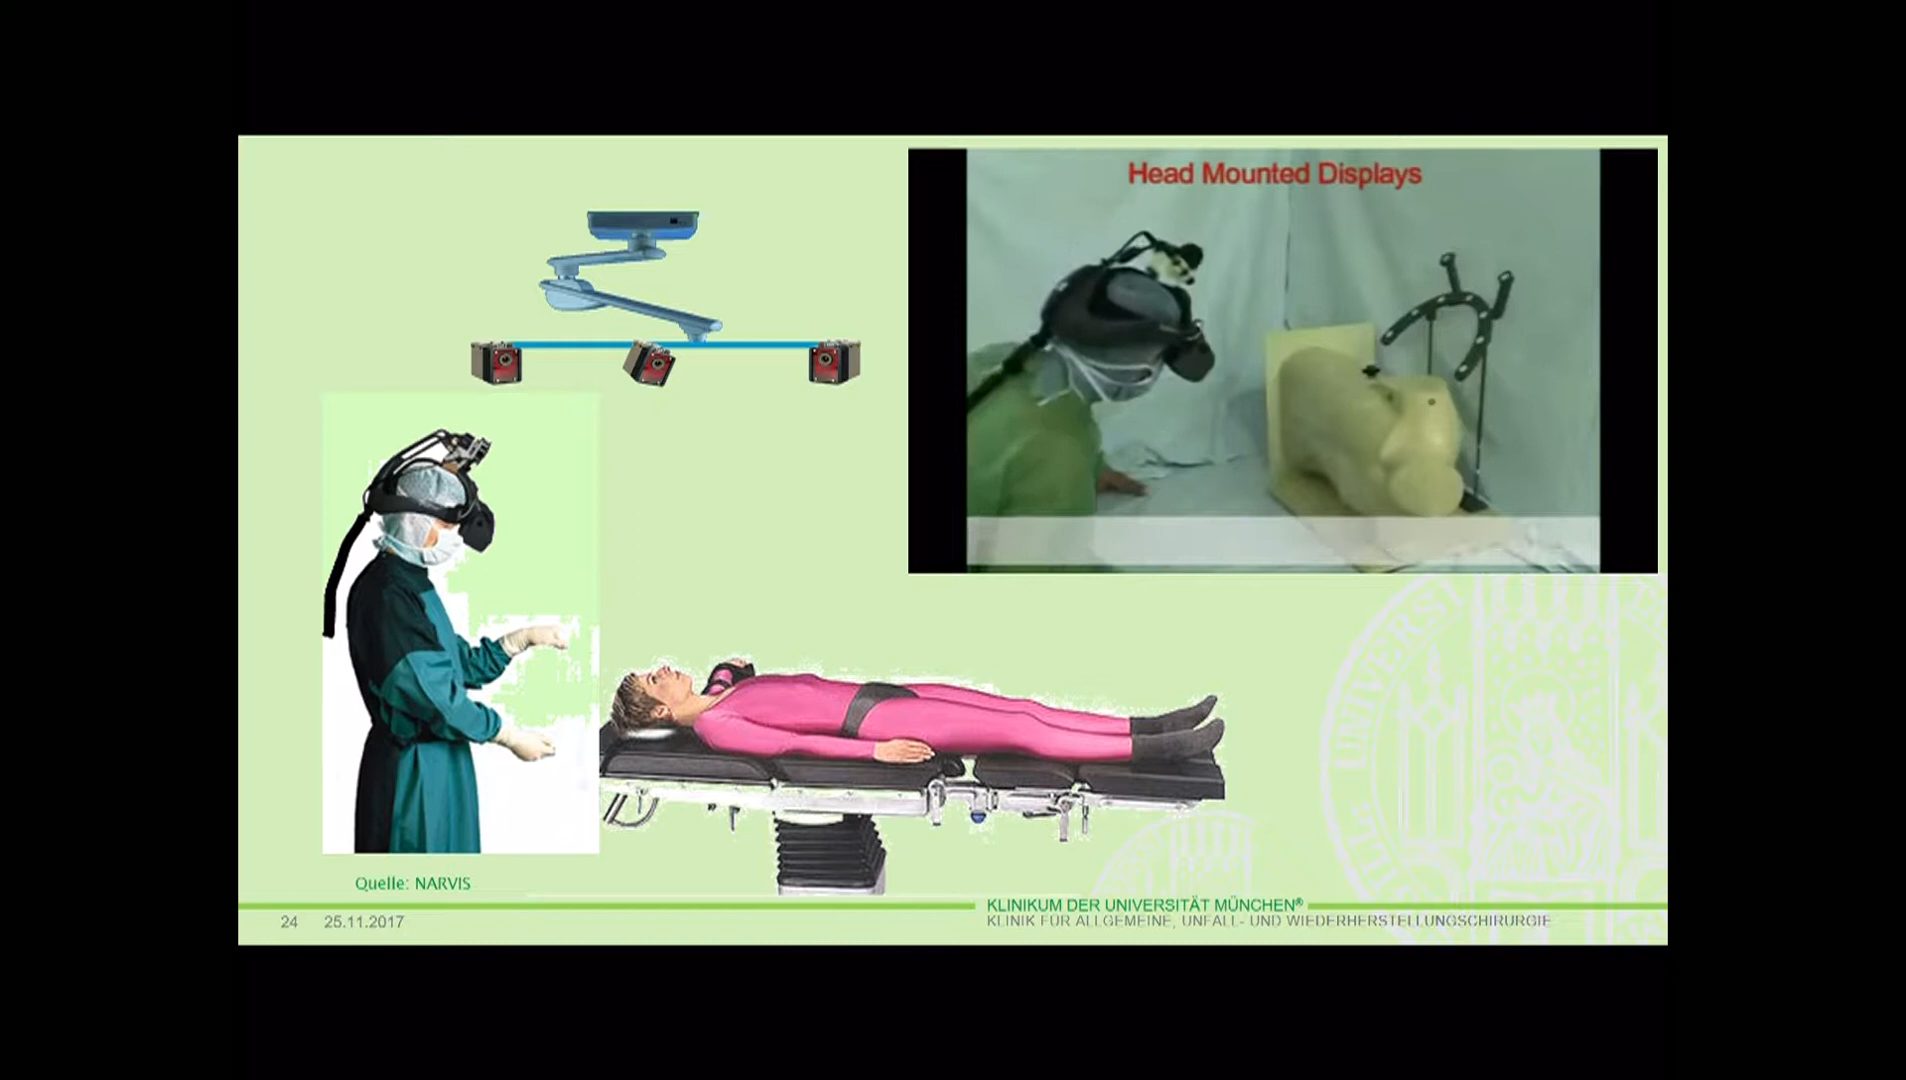 Head Mounted Displays
Quelle: NARVIS
KLINIKUM DER UNIVERSITÄT MÜNCHEN®
24 25.11.2017
KLINIK FÜR ALLGEMEINE, UNFALL- UND WIEDERHERSTELLUNGSCHIRURGIE